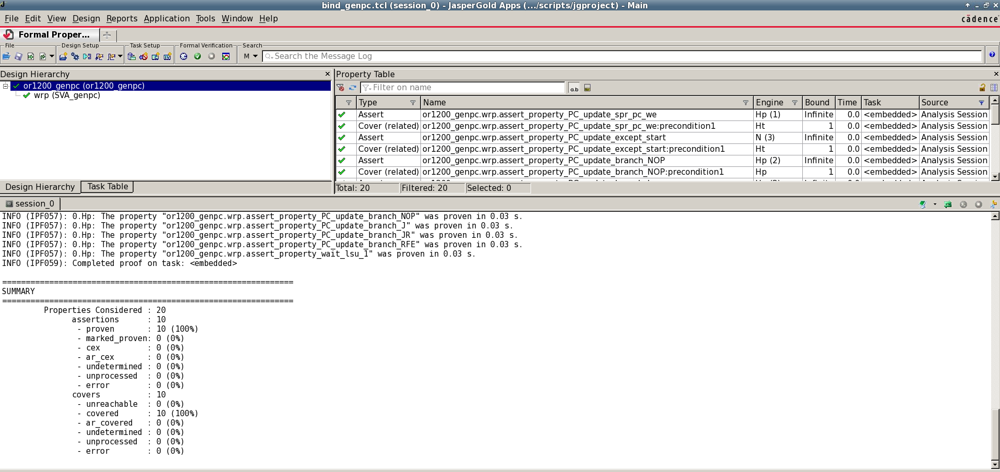 bind_genpc.tcl (session_0) - JasperGold Apps (.../scripts/jgproject) - Main
File Edit View Design Reports Application Tools Window Help
cādence
Formal Proper...
File Design Setup Task Setup Formal Verification Search
M Search the Message Log
Design Hierarchy
or1200_genpc (or1200_genpc)
wrp (SVA_genpc)
Design Hierarchy Task Table
Property Table
Filter on name
a.b
Type Name Engine Bound Time Task Source
Assert or1200_genpc.wrp.assert_property_PC_update_spr_pc_we Hp (1) Infinite 0.0 <embedded> Analysis Session
Cover (related) or1200_genpc.wrp.assert_property_PC_update_spr_pc_we:precondition1 Ht 1 0.0 <embedded> Analysis Session
Assert or1200_genpc.wrp.assert_property_PC_update_except_start N (3) Infinite 0.0 <embedded> Analysis Session
Cover (related) or1200_genpc.wrp.assert_property_PC_update_except_start:precondition1 Ht 1 0.0 <embedded> Analysis Session
Assert or1200_genpc.wrp.assert_property_PC_update_branch_NOP Hp (2) Infinite 0.0 <embedded> Analysis Session
Cover (related) or1200_genpc.wrp.assert_property_PC_update_branch_NOP:precondition1 Hp 1 0.0 <embedded> Analysis Session
Total: 20 Filtered: 20 Selected: 0
session_0
INFO (IPF057): 0.Hp: The property "or1200_genpc.wrp.assert_property_PC_update_branch_NOP" was proven in 0.03 s.
INFO (IPF057): 0.Hp: The property "or1200_genpc.wrp.assert_property_PC_update_branch_J" was proven in 0.03 s.
INFO (IPF057): 0.Hp: The property "or1200_genpc.wrp.assert_property_PC_update_branch_JR" was proven in 0.03 s.
INFO (IPF057): 0.Hp: The property "or1200_genpc.wrp.assert_property_PC_update_branch_RFE" was proven in 0.03 s.
INFO (IPF057): 0.Hp: The property "or1200_genpc.wrp.assert_property_wait_lsu_1" was proven in 0.03 s.
INFO (IPF059): Completed proof on task: <embedded>
==============================================================
SUMMARY
==============================================================
Properties Considered : 20
assertions : 10
- proven : 10 (100%)
- marked_proven: 0 (0%)
- cex : 0 (0%)
- ar_cex : 0 (0%)
- undetermined : 0 (0%)
- unprocessed : 0 (0%)
- error : 0 (0%)
covers : 10
- unreachable : 0 (0%)
- covered : 10 (100%)
- ar_covered : 0 (0%)
- undetermined : 0 (0%)
- unprocessed : 0 (0%)
- error : 0 (0%)